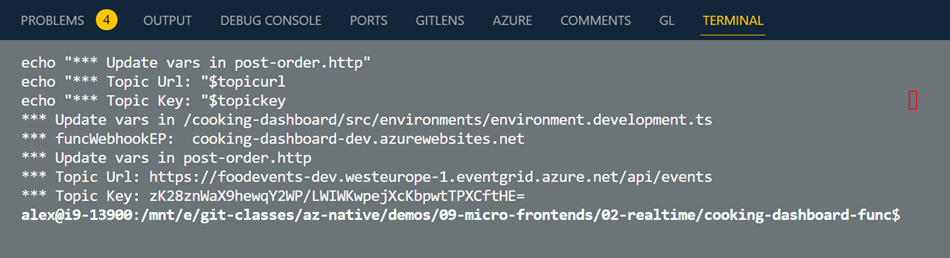 PROBLEMS 4 OUTPUT DEBUG CONSOLE PORTS GITLENS AZURE COMMENTS GL TERMINAL
echo "*** Update vars in post-order.http"
echo "*** Topic Url: "$topicurl
echo "*** Topic Key: "$topickey
*** Update vars in /cooking-dashboard/src/environments/environment.development.ts
*** funcWebhookEP:  cooking-dashboard-dev.azurewebsites.net
*** Update vars in post-order.http
*** Topic Url: https://foodevents-dev.westeurope-1.eventgrid.azure.net/api/events
*** Topic Key: zK28znWaX9hewqY2WP/LWIWKwpejXcKbpwtTPXCftHE=
alex@i9-13900:/mnt/e/git-classes/az-native/demos/09-micro-frontends/02-realtime/cooking-dashboard-func$